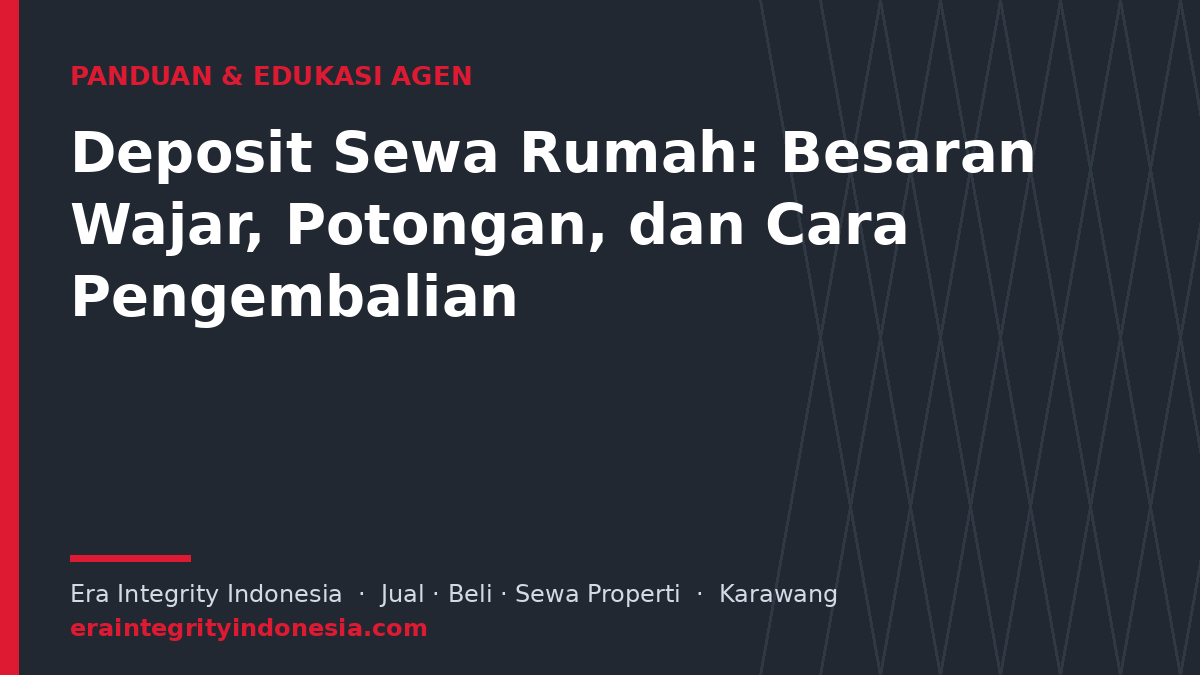 PANDUAN & EDUKASI AGEN
Deposit Sewa Rumah: Besaran
Wajar, Potongan, dan Cara
Pengembalian
Era Integrity Indonesia · Jual · Beli · Sewa Properti · Karawang
eraintegrityindonesia.com